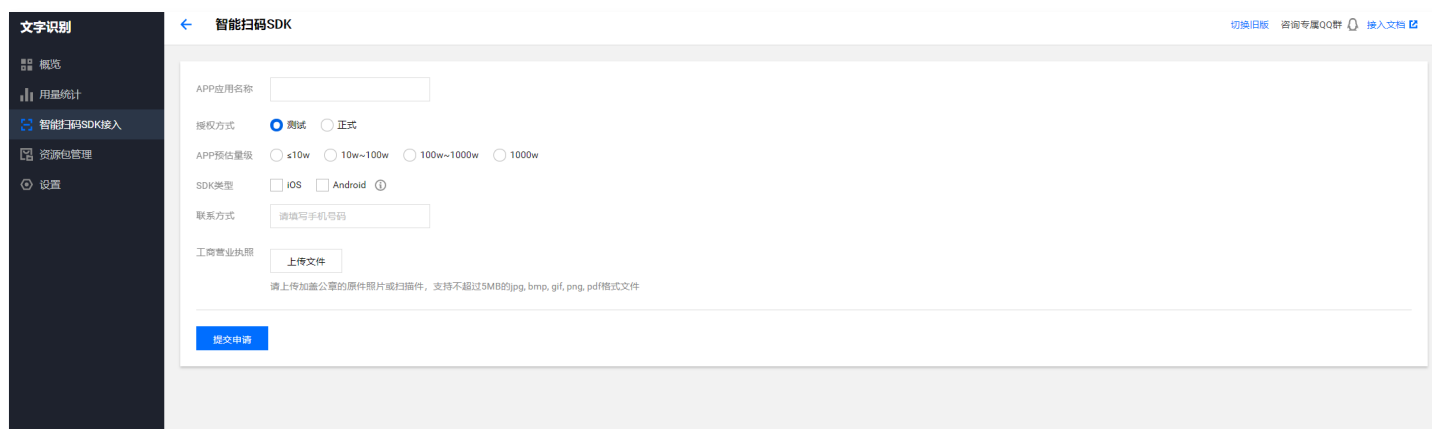 文字识别
智能扫码SDK
切换旧版 咨询专属QQ群 接入文档
概览
用量统计
智能扫码SDK接入
资源包管理
设置
APP应用名称
授权方式 测试 正式
APP预估量级 ≤10w 10w~100w 100w~1000w 1000w
SDK类型 iOS Android
联系方式 请填写手机号码
工商营业执照 上传文件
请上传加盖公章的原件照片或扫描件，支持不超过5MB的jpg, bmp, gif, png, pdf格式文件
提交申请